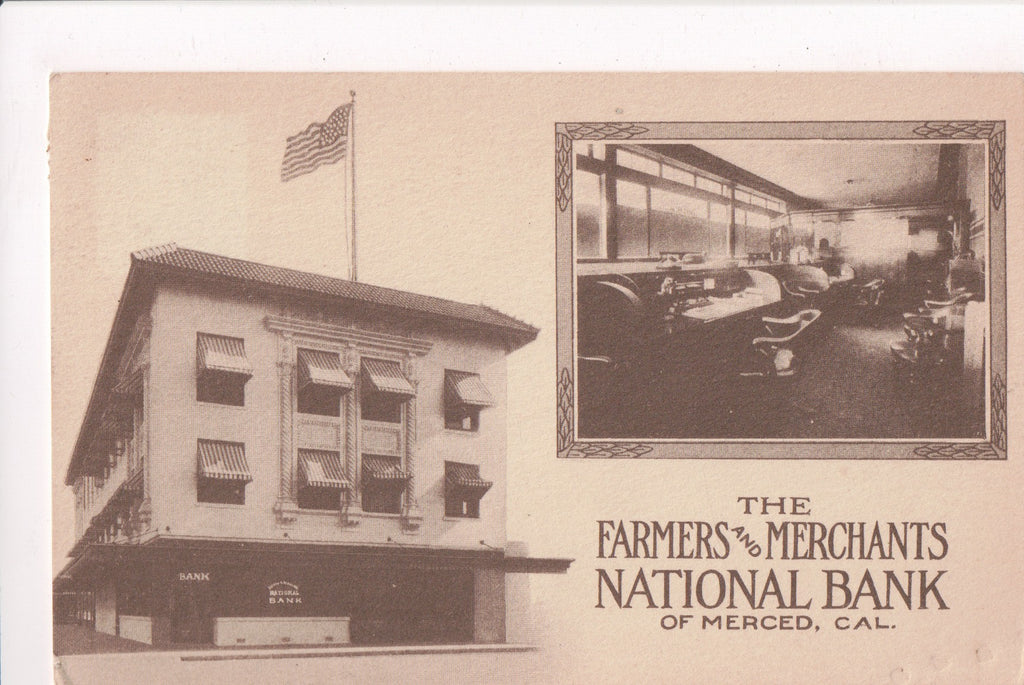 BANK
NATIONAL
BANK
THE
FARMERS AND MERCHANTS
NATIONAL BANK
OF MERCED, CAL.